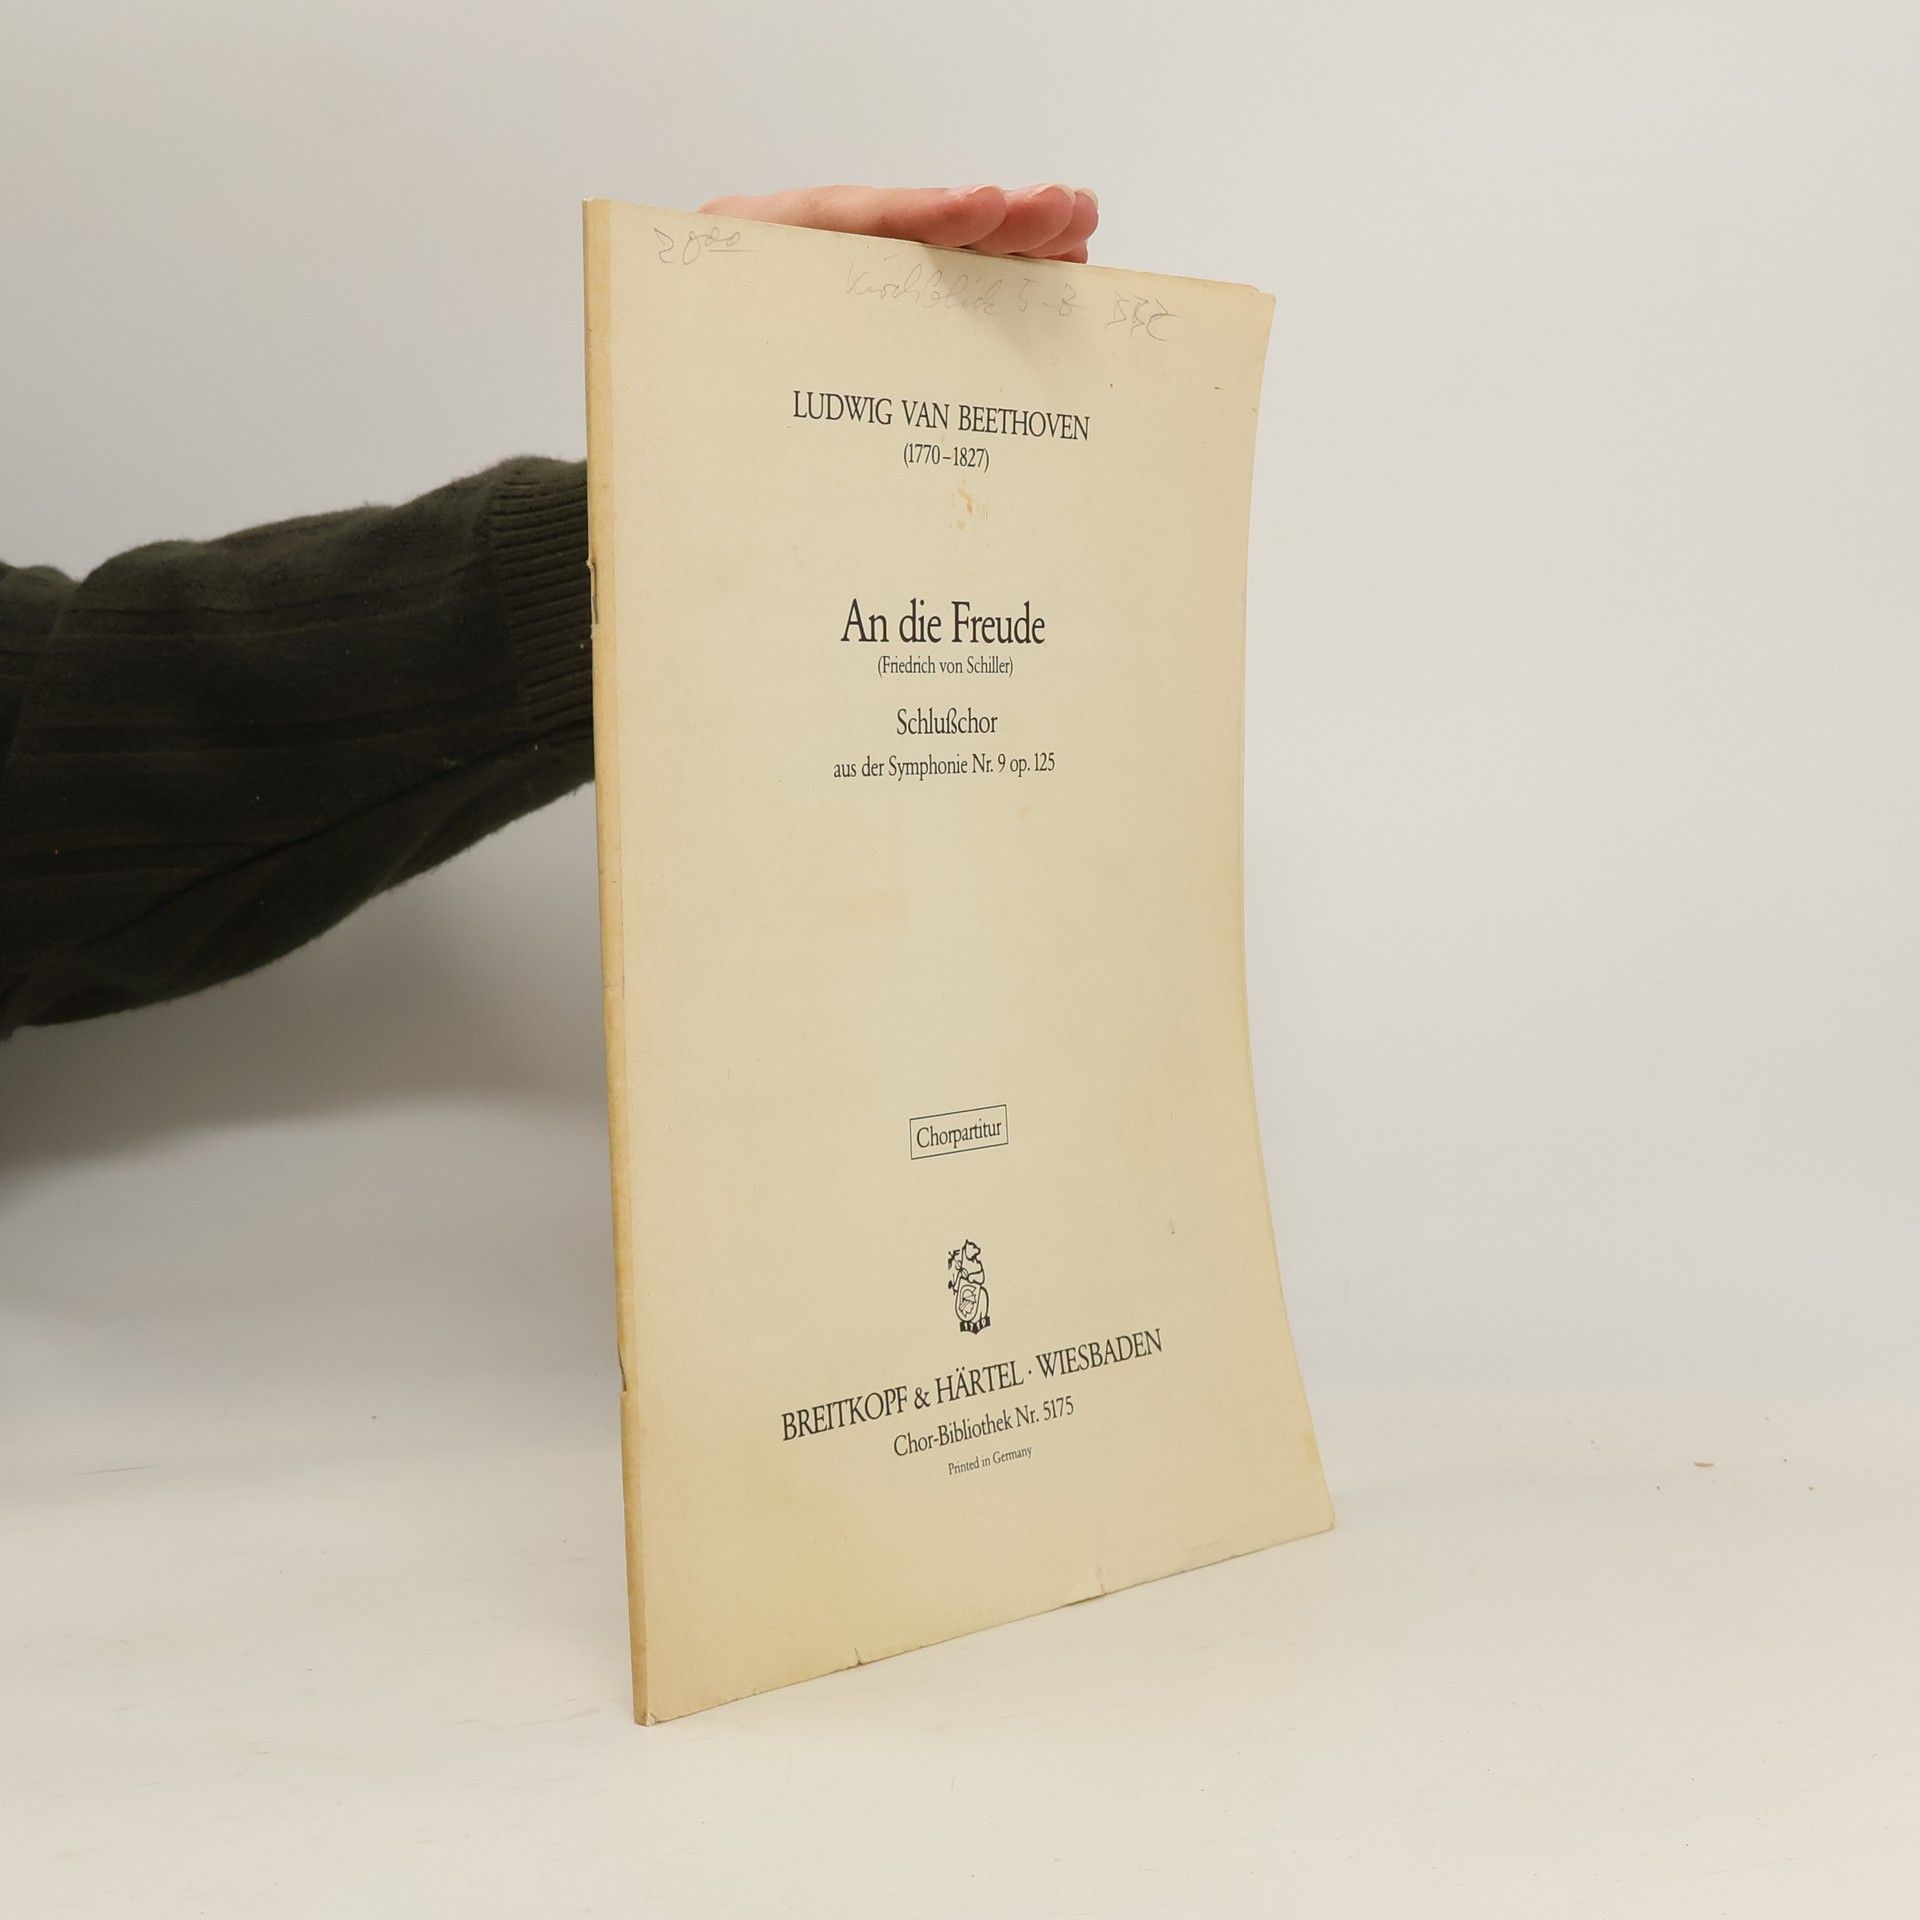 20⁰⁰
LUDWIG VAN BEETHOVEN
(1770–1827)
An die Freude
(Friedrich von Schiller)
Schlußchor
aus der Symphonie Nr. 9 op. 125
Chorpartitur
1719
BREITKOPF & HÄRTEL · WIESBADEN
Chor-Bibliothek Nr. 5175
Printed in Germany